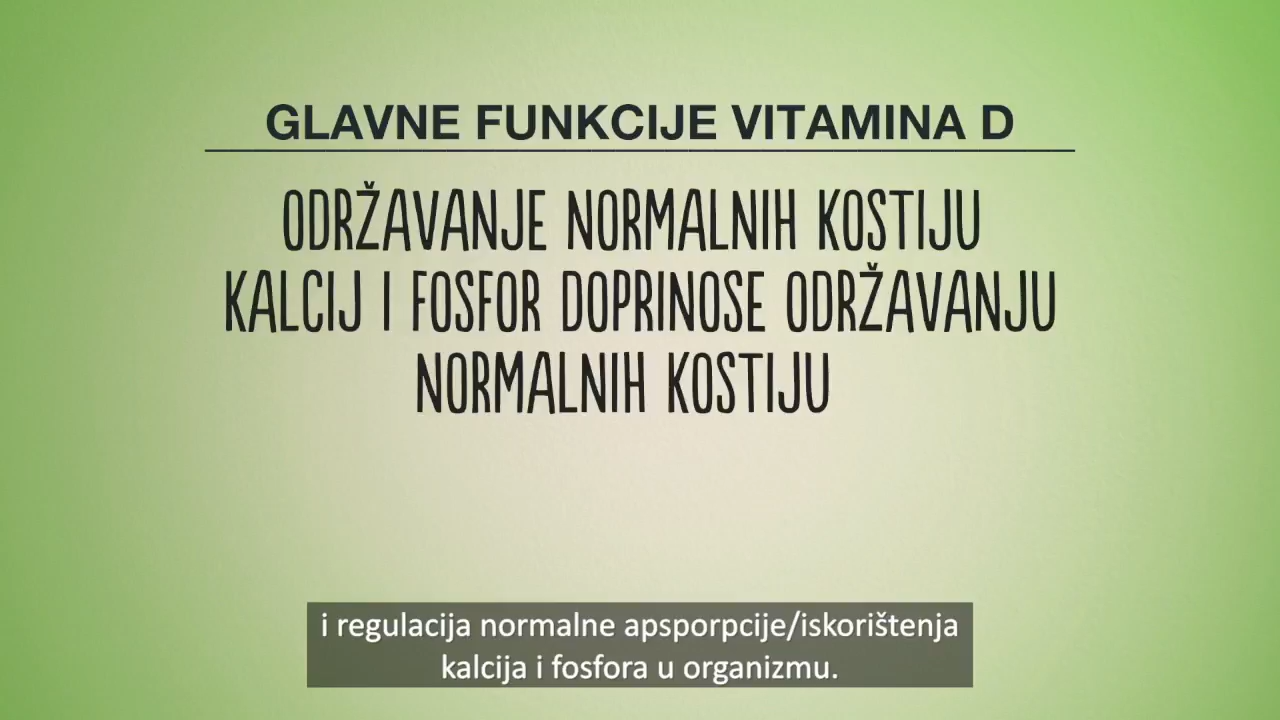 GLAVNE FUNKCIJE VITAMINA D
ODRŽAVANJE NORMALNIH KOSTIJU
KALCIJ I FOSFOR DOPRINOSE ODRŽAVANJU
NORMALNIH KOSTIJU
i regulacija normalne apsporpcije/iskorištenja
kalcija i fosfora u organizmu.